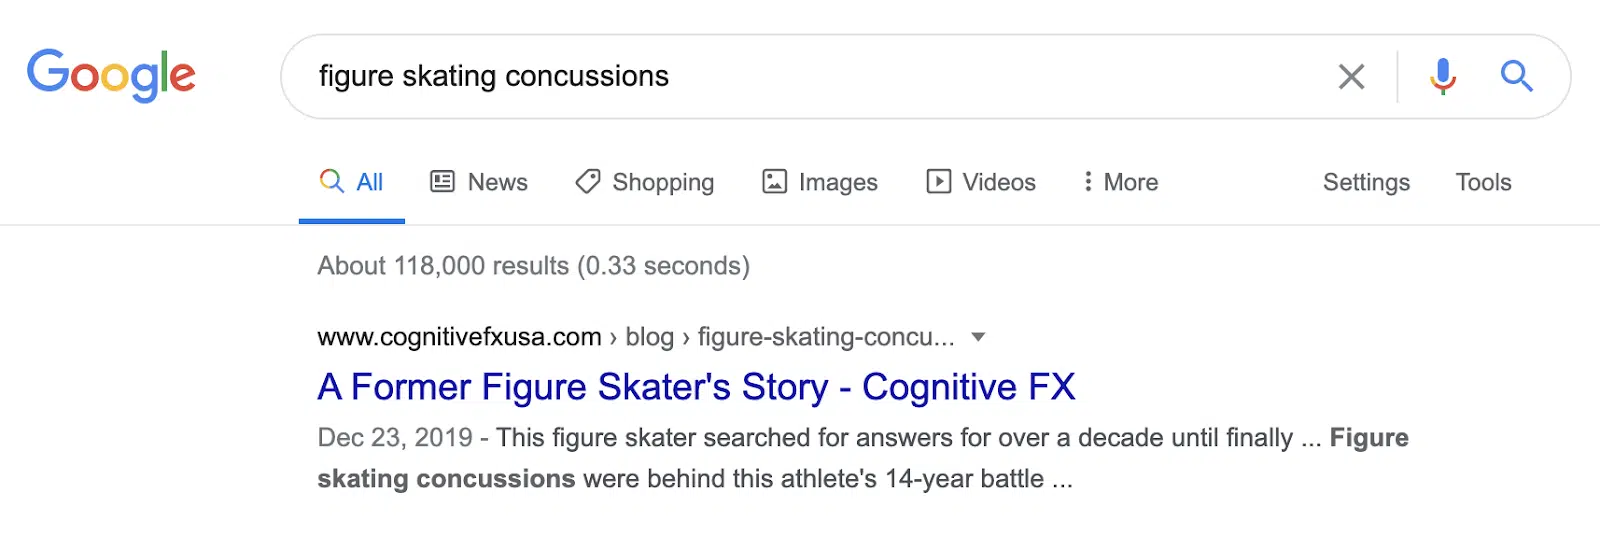 Google figure skating concussions
All News Shopping Images Videos More Settings Tools
About 118,000 results (0.33 seconds)
www.cognitivefxusa.com › blog › figure-skating-concu...
A Former Figure Skater's Story - Cognitive FX
Dec 23, 2019 - This figure skater searched for answers for over a decade until finally ... Figure
skating concussions were behind this athlete's 14-year battle ...